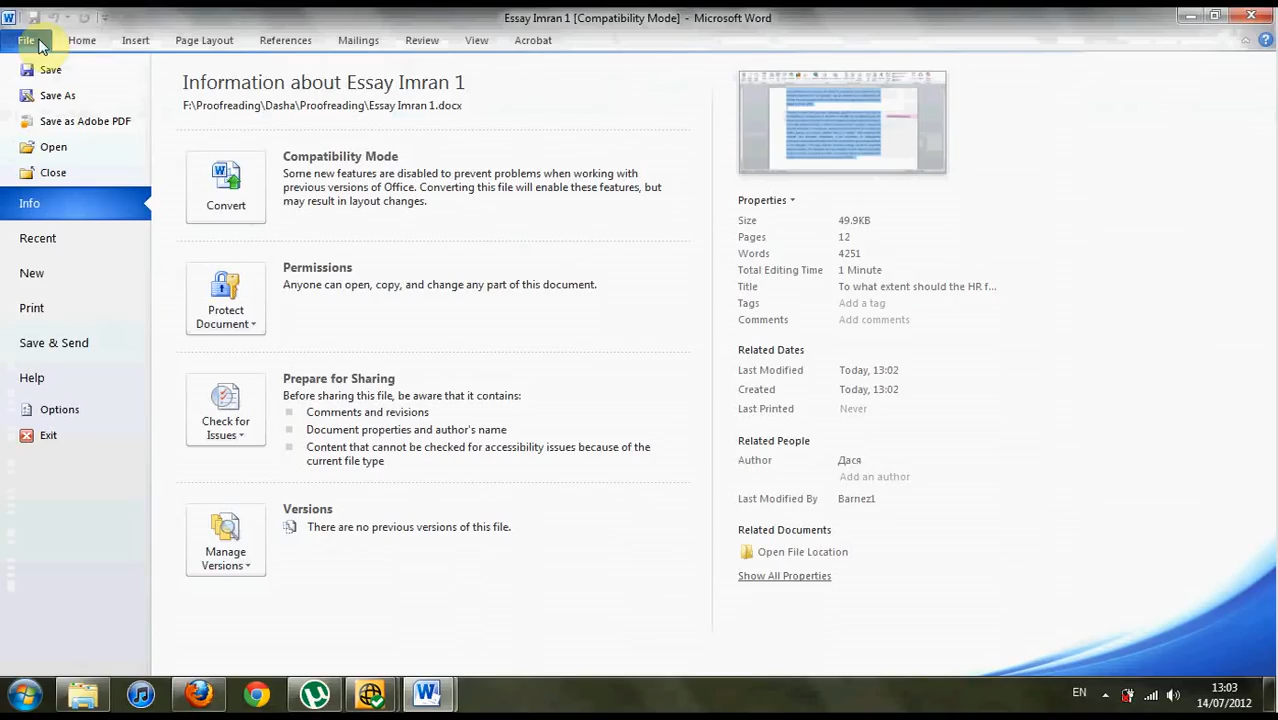 Essay Imran 1 [Compatibility Mode] - Microsoft Word
File Home Insert Page Layout References Mailings Review View Acrobat
Save
Save As
Save as Adobe PDF
Open
Close
Info
Recent
New
Print
Save & Send
Help
Options
Exit
Information about Essay Imran 1
F:\Proofreading\Dasha\Proofreading\Essay Imran 1.docx
Convert
Compatibility Mode
Some new features are disabled to prevent problems when working with
previous versions of Office. Converting this file will enable these features, but
may result in layout changes.
Protect
Document
Permissions
Anyone can open, copy, and change any part of this document.
Check for
Issues
Prepare for Sharing
Before sharing this file, be aware that it contains:
Comments and revisions
Document properties and author's name
Content that cannot be checked for accessibility issues because of the
current file type
Manage
Versions
Versions
There are no previous versions of this file.
Properties
Size 49.9KB
Pages 12
Words 4251
Total Editing Time 1 Minute
Title To what extent should the HR f...
Tags Add a tag
Comments Add comments
Related Dates
Last Modified Today, 13:02
Created Today, 13:02
Last Printed Never
Related People
Author Дася
Add an author
Last Modified By Barnez1
Related Documents
Open File Location
Show All Properties
EN
13:03
14/07/2012